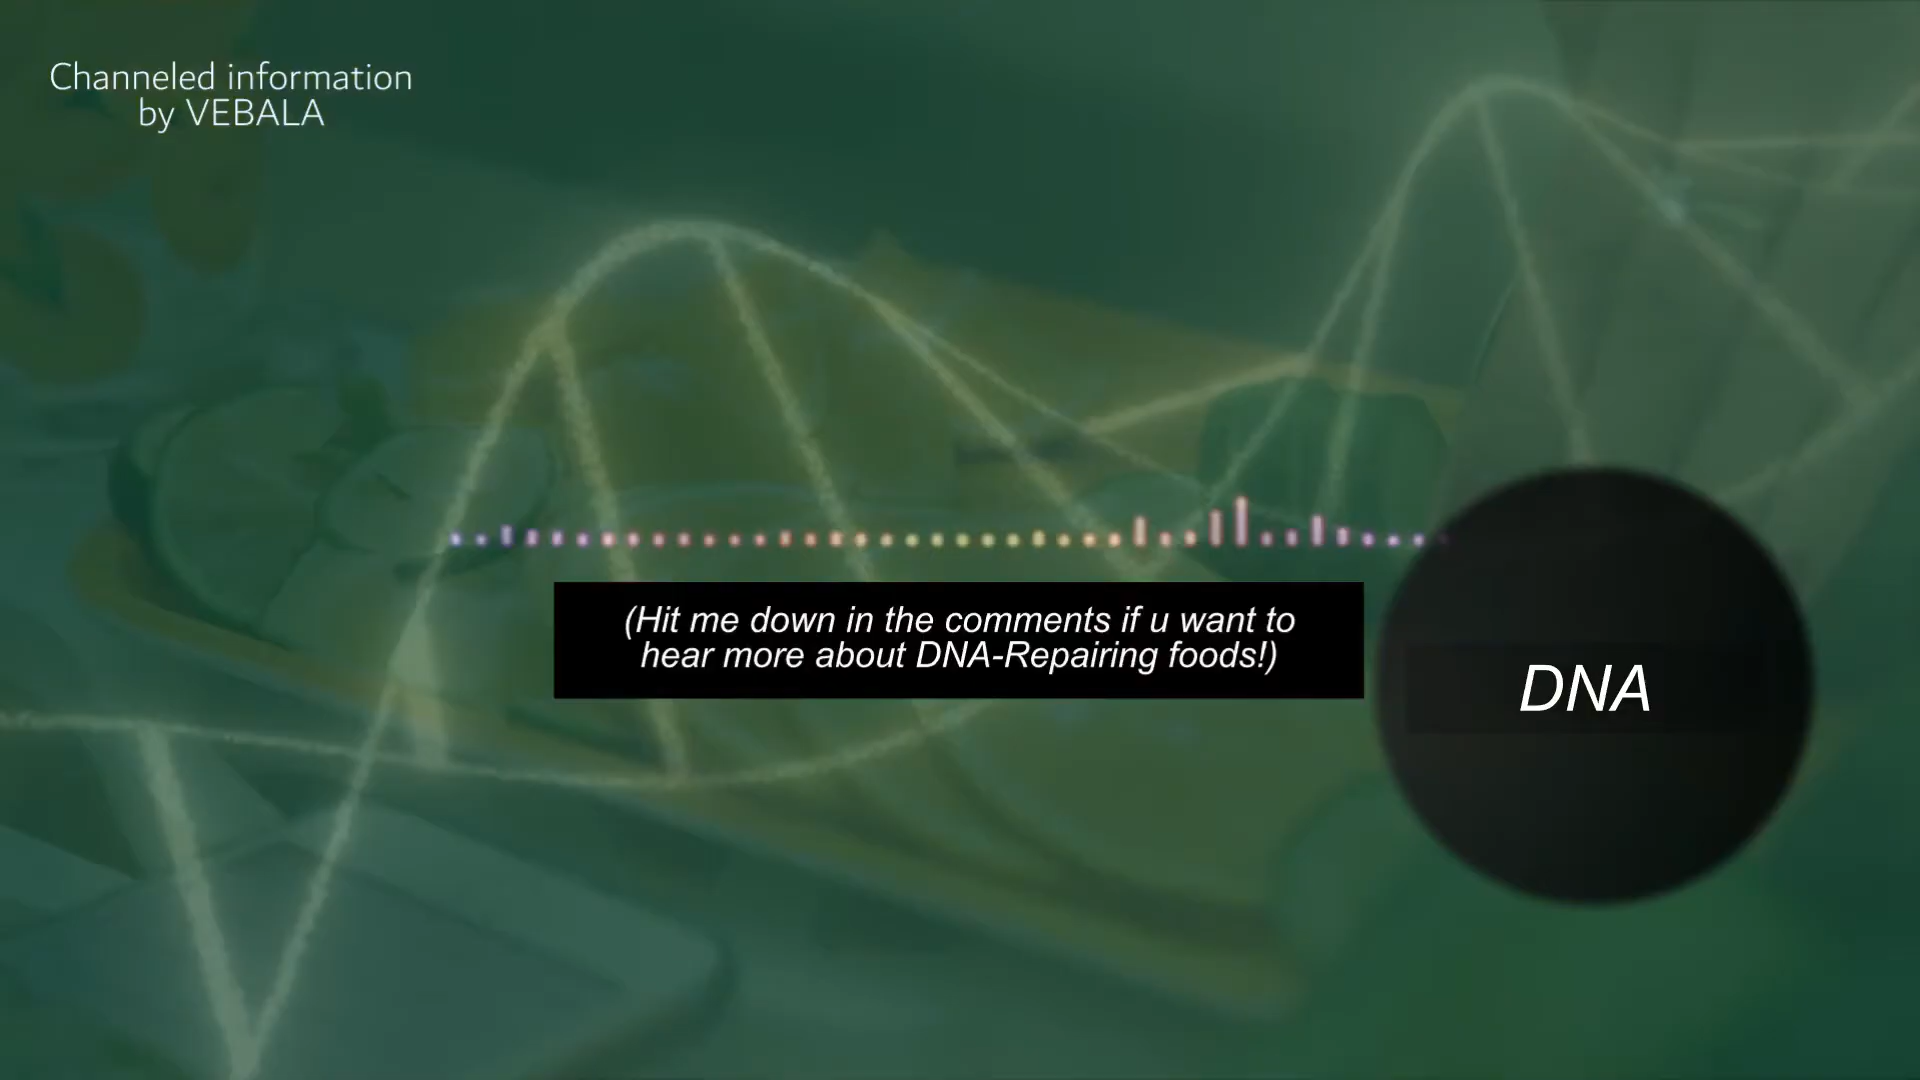 Channeled information
by VEBALA
(Hit me down in the comments if u want to
hear more about DNA-Repairing foods!)
DNA